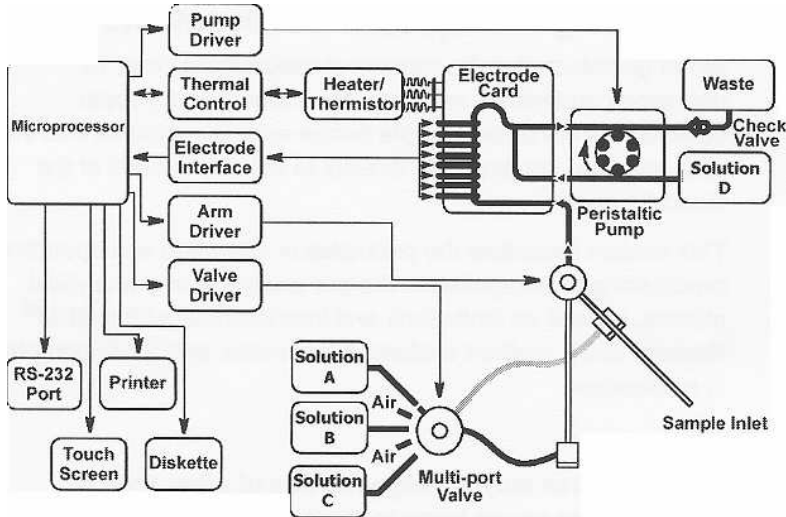 Pump
Driver
Thermal
Control
Heater/
Thermistor
Electrode
Card
Waste
Check
Valve
Microprocessor
Electrode
Interface
Solution
D
Peristaltic
Pump
Arm
Driver
Valve
Driver
RS-232
Port
Printer
Touch
Screen
Diskette
Solution
A
Air
Solution
B
Air
Solution
C
Multi-port
Valve
Sample Inlet